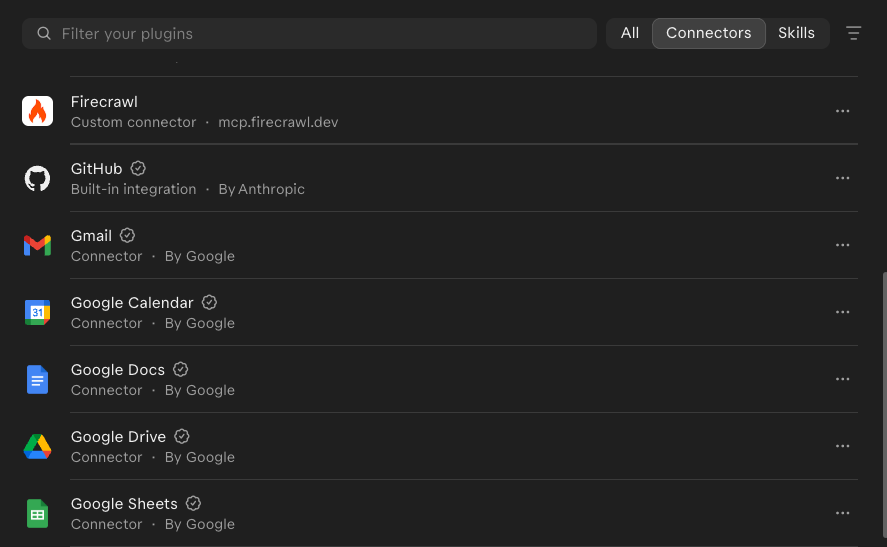 Filter your plugins
All
Connectors
Skills
Firecrawl
Custom connector · mcp.firecrawl.dev
GitHub
Built-in integration · By Anthropic
Gmail
Connector · By Google
31
Google Calendar
Connector · By Google
Google Docs
Connector · By Google
Google Drive
Connector · By Google
Google Sheets
Connector · By Google